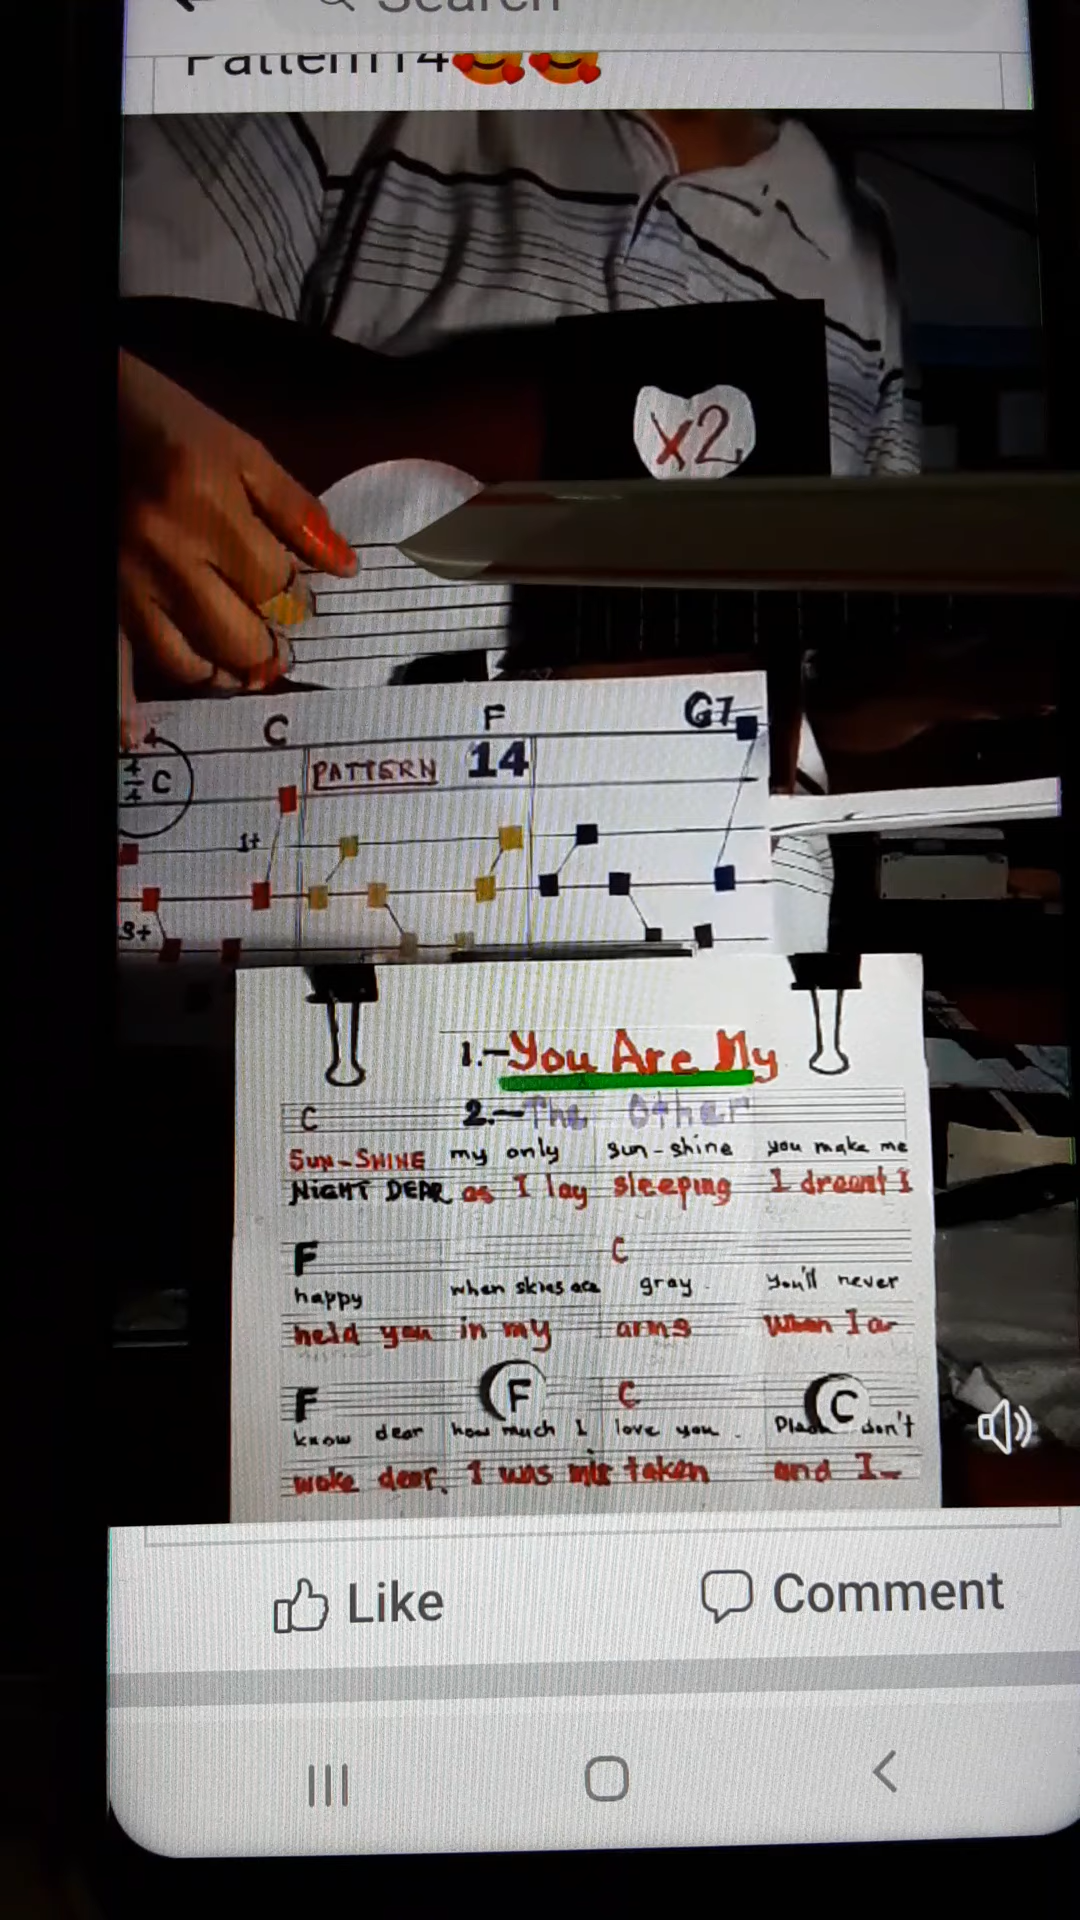 Search
Pattern14🥰🥰
x2
C F G7
4/4 C PATTERN 14
1+
3+
1.-You Are My
C 2.-The Other
SUN-SHINE my only sun-shine you make me
NIGHT DEAR as I lay sleeping I dreamt I
F C
happy when skies are gray. You'll never
held you in my arms When I a-
F F C C
know dear how much I love you. Please don't
woke dear, I was mis taken and I-
Like Comment